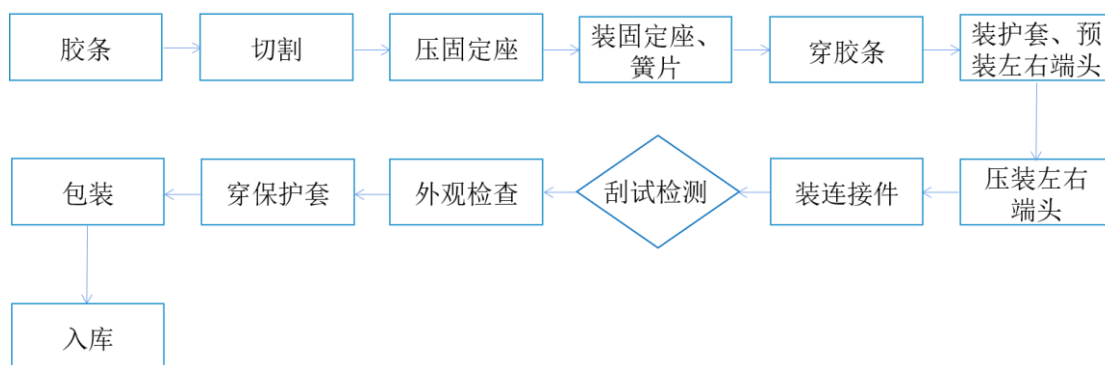 胶条
切割
压固定座
装固定座、
簧片
穿胶条
装护套、预
装左右端头
压装左右
端头
装连接件
刮试检测
外观检查
穿保护套
包装
入库